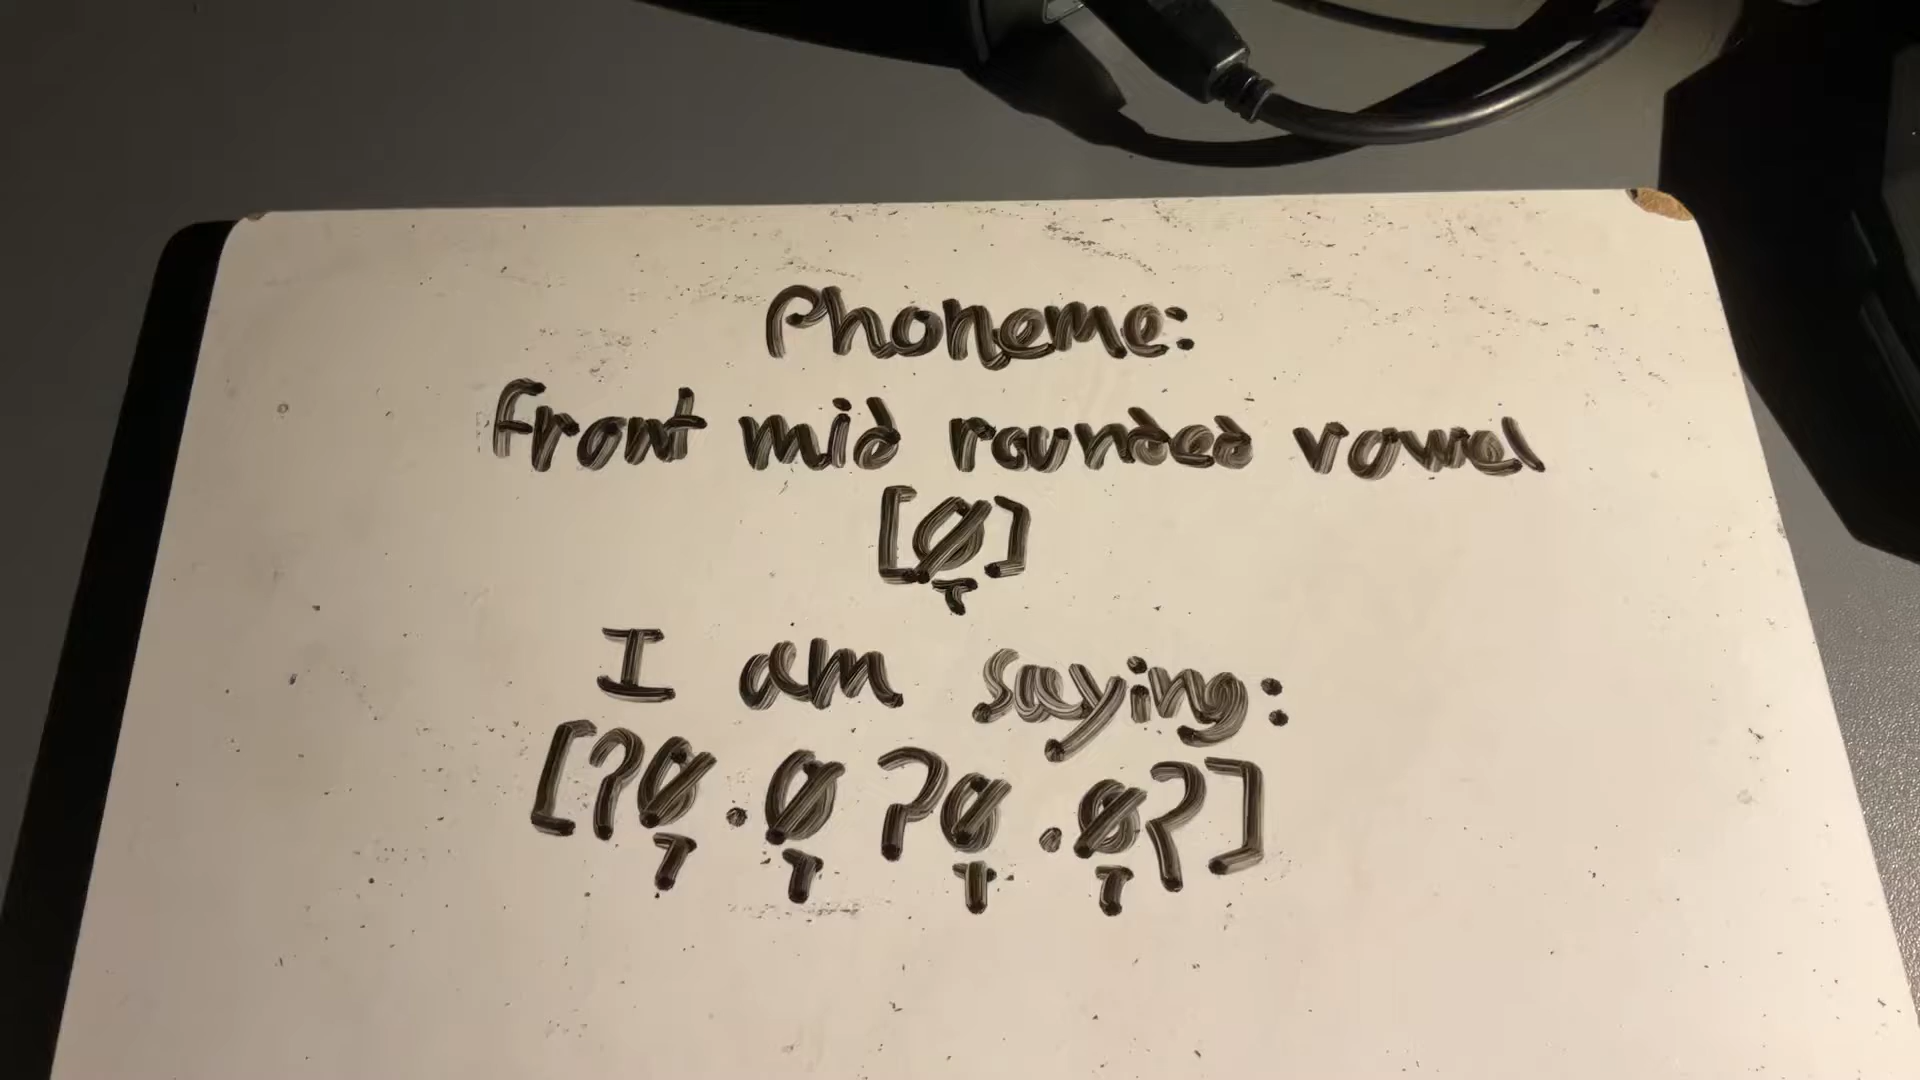 Phoneme:
front mid rounded vowel
[ø̞]
I am saying:
[ʔø̞.ø̞ʔø̞.ø̞ʔ]